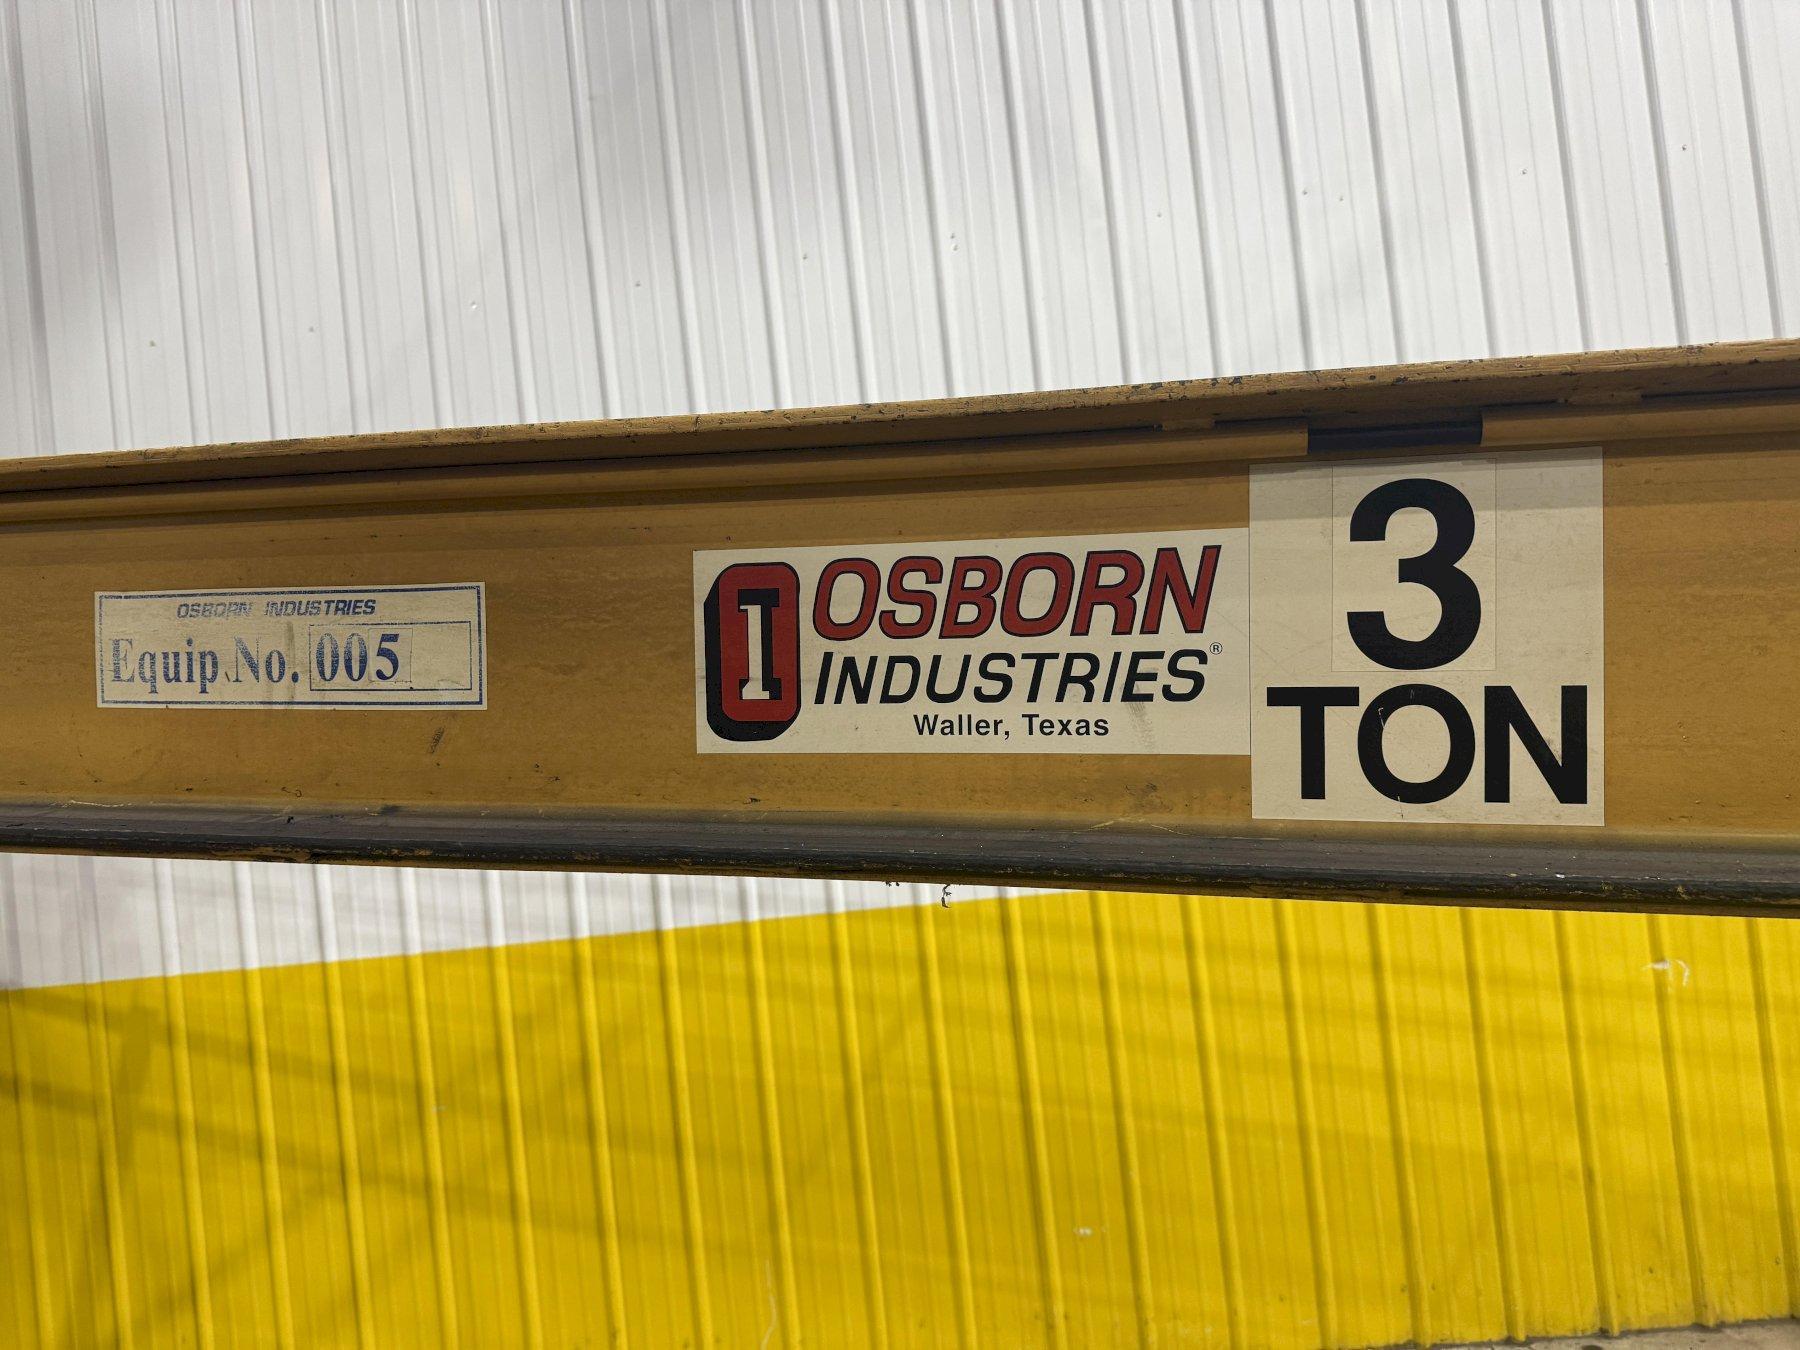 OSBORN INDUSTRIES
Equip. No. 005
I OSBORN
INDUSTRIES®
Waller, Texas
3
TON